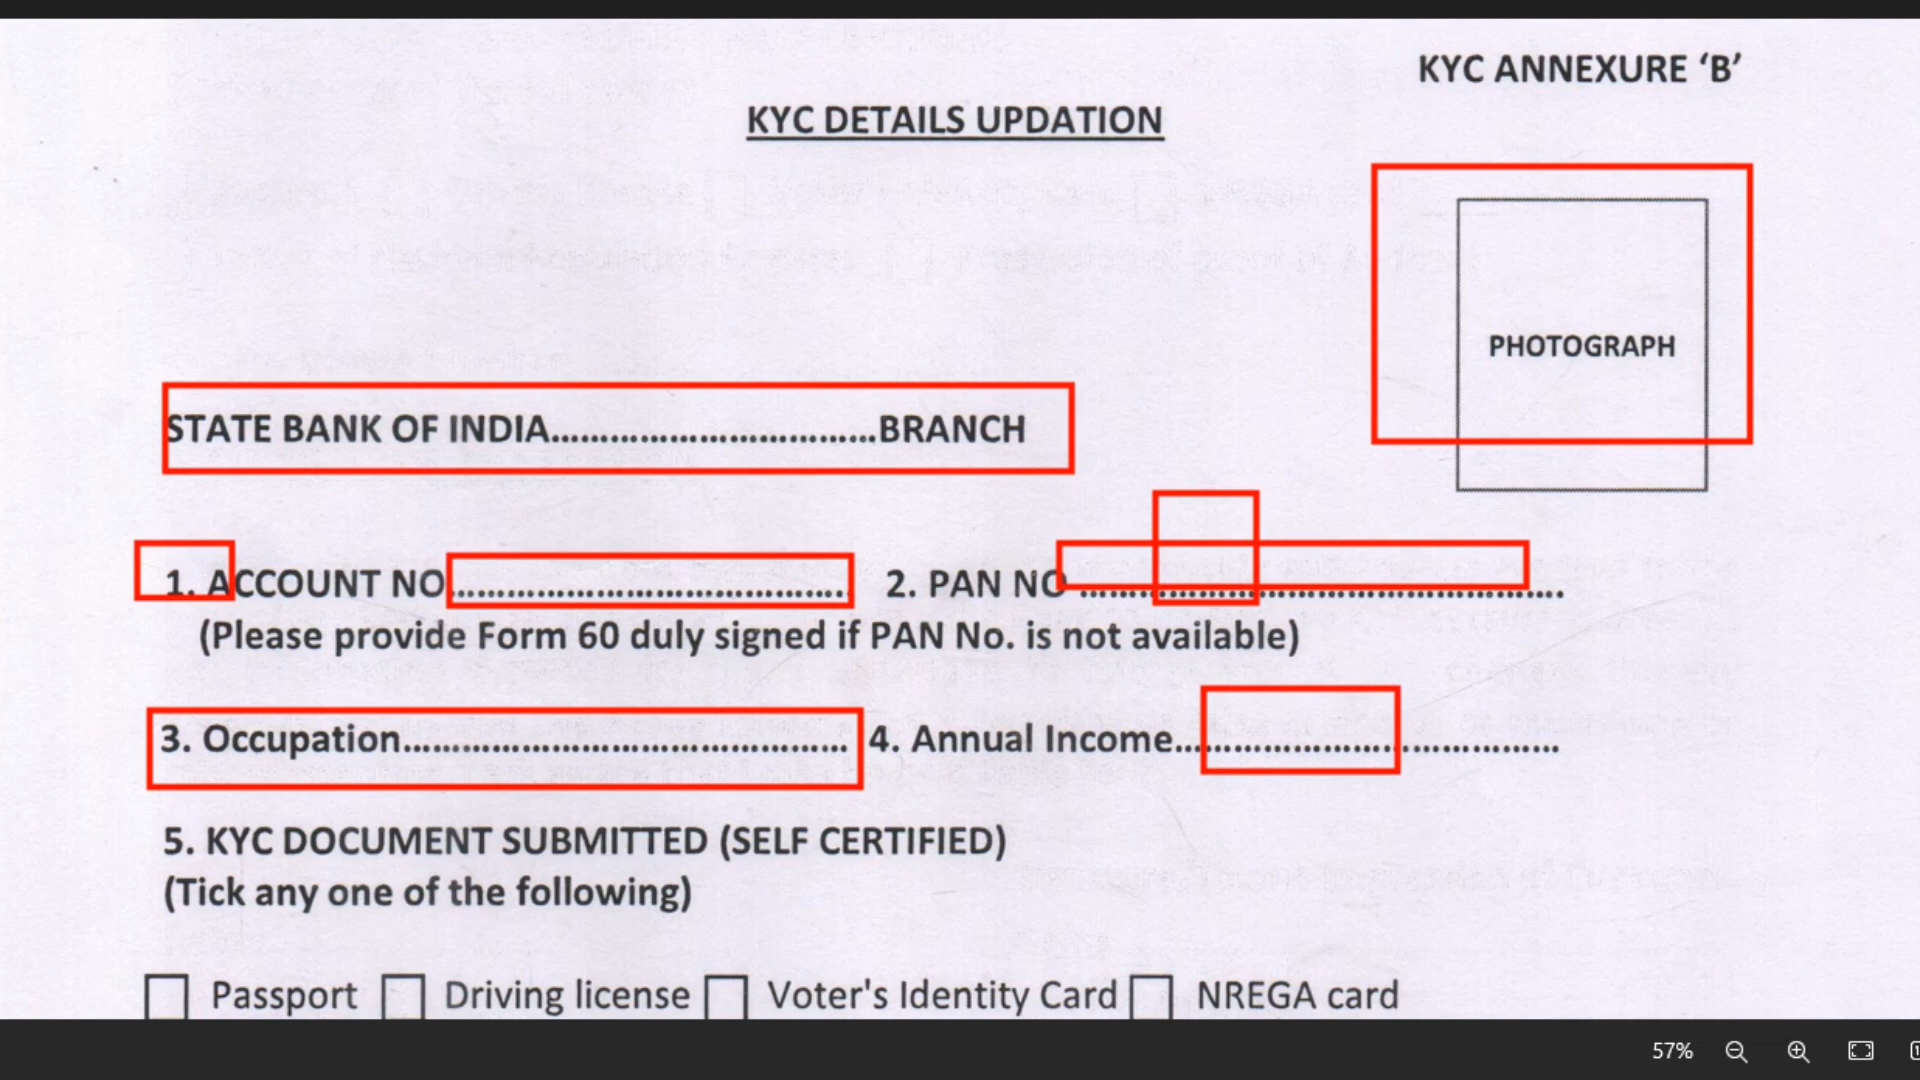 KYC ANNEXURE ‘B’
KYC DETAILS UPDATION
PHOTOGRAPH
STATE BANK OF INDIA................................BRANCH
1. ACCOUNT NO........................................ 2. PAN NO ................................................
(Please provide Form 60 duly signed if PAN No. is not available)
3. Occupation............................................ 4. Annual Income......................................
5. KYC DOCUMENT SUBMITTED (SELF CERTIFIED)
(Tick any one of the following)
Passport Driving license Voter's Identity Card NREGA card
57%